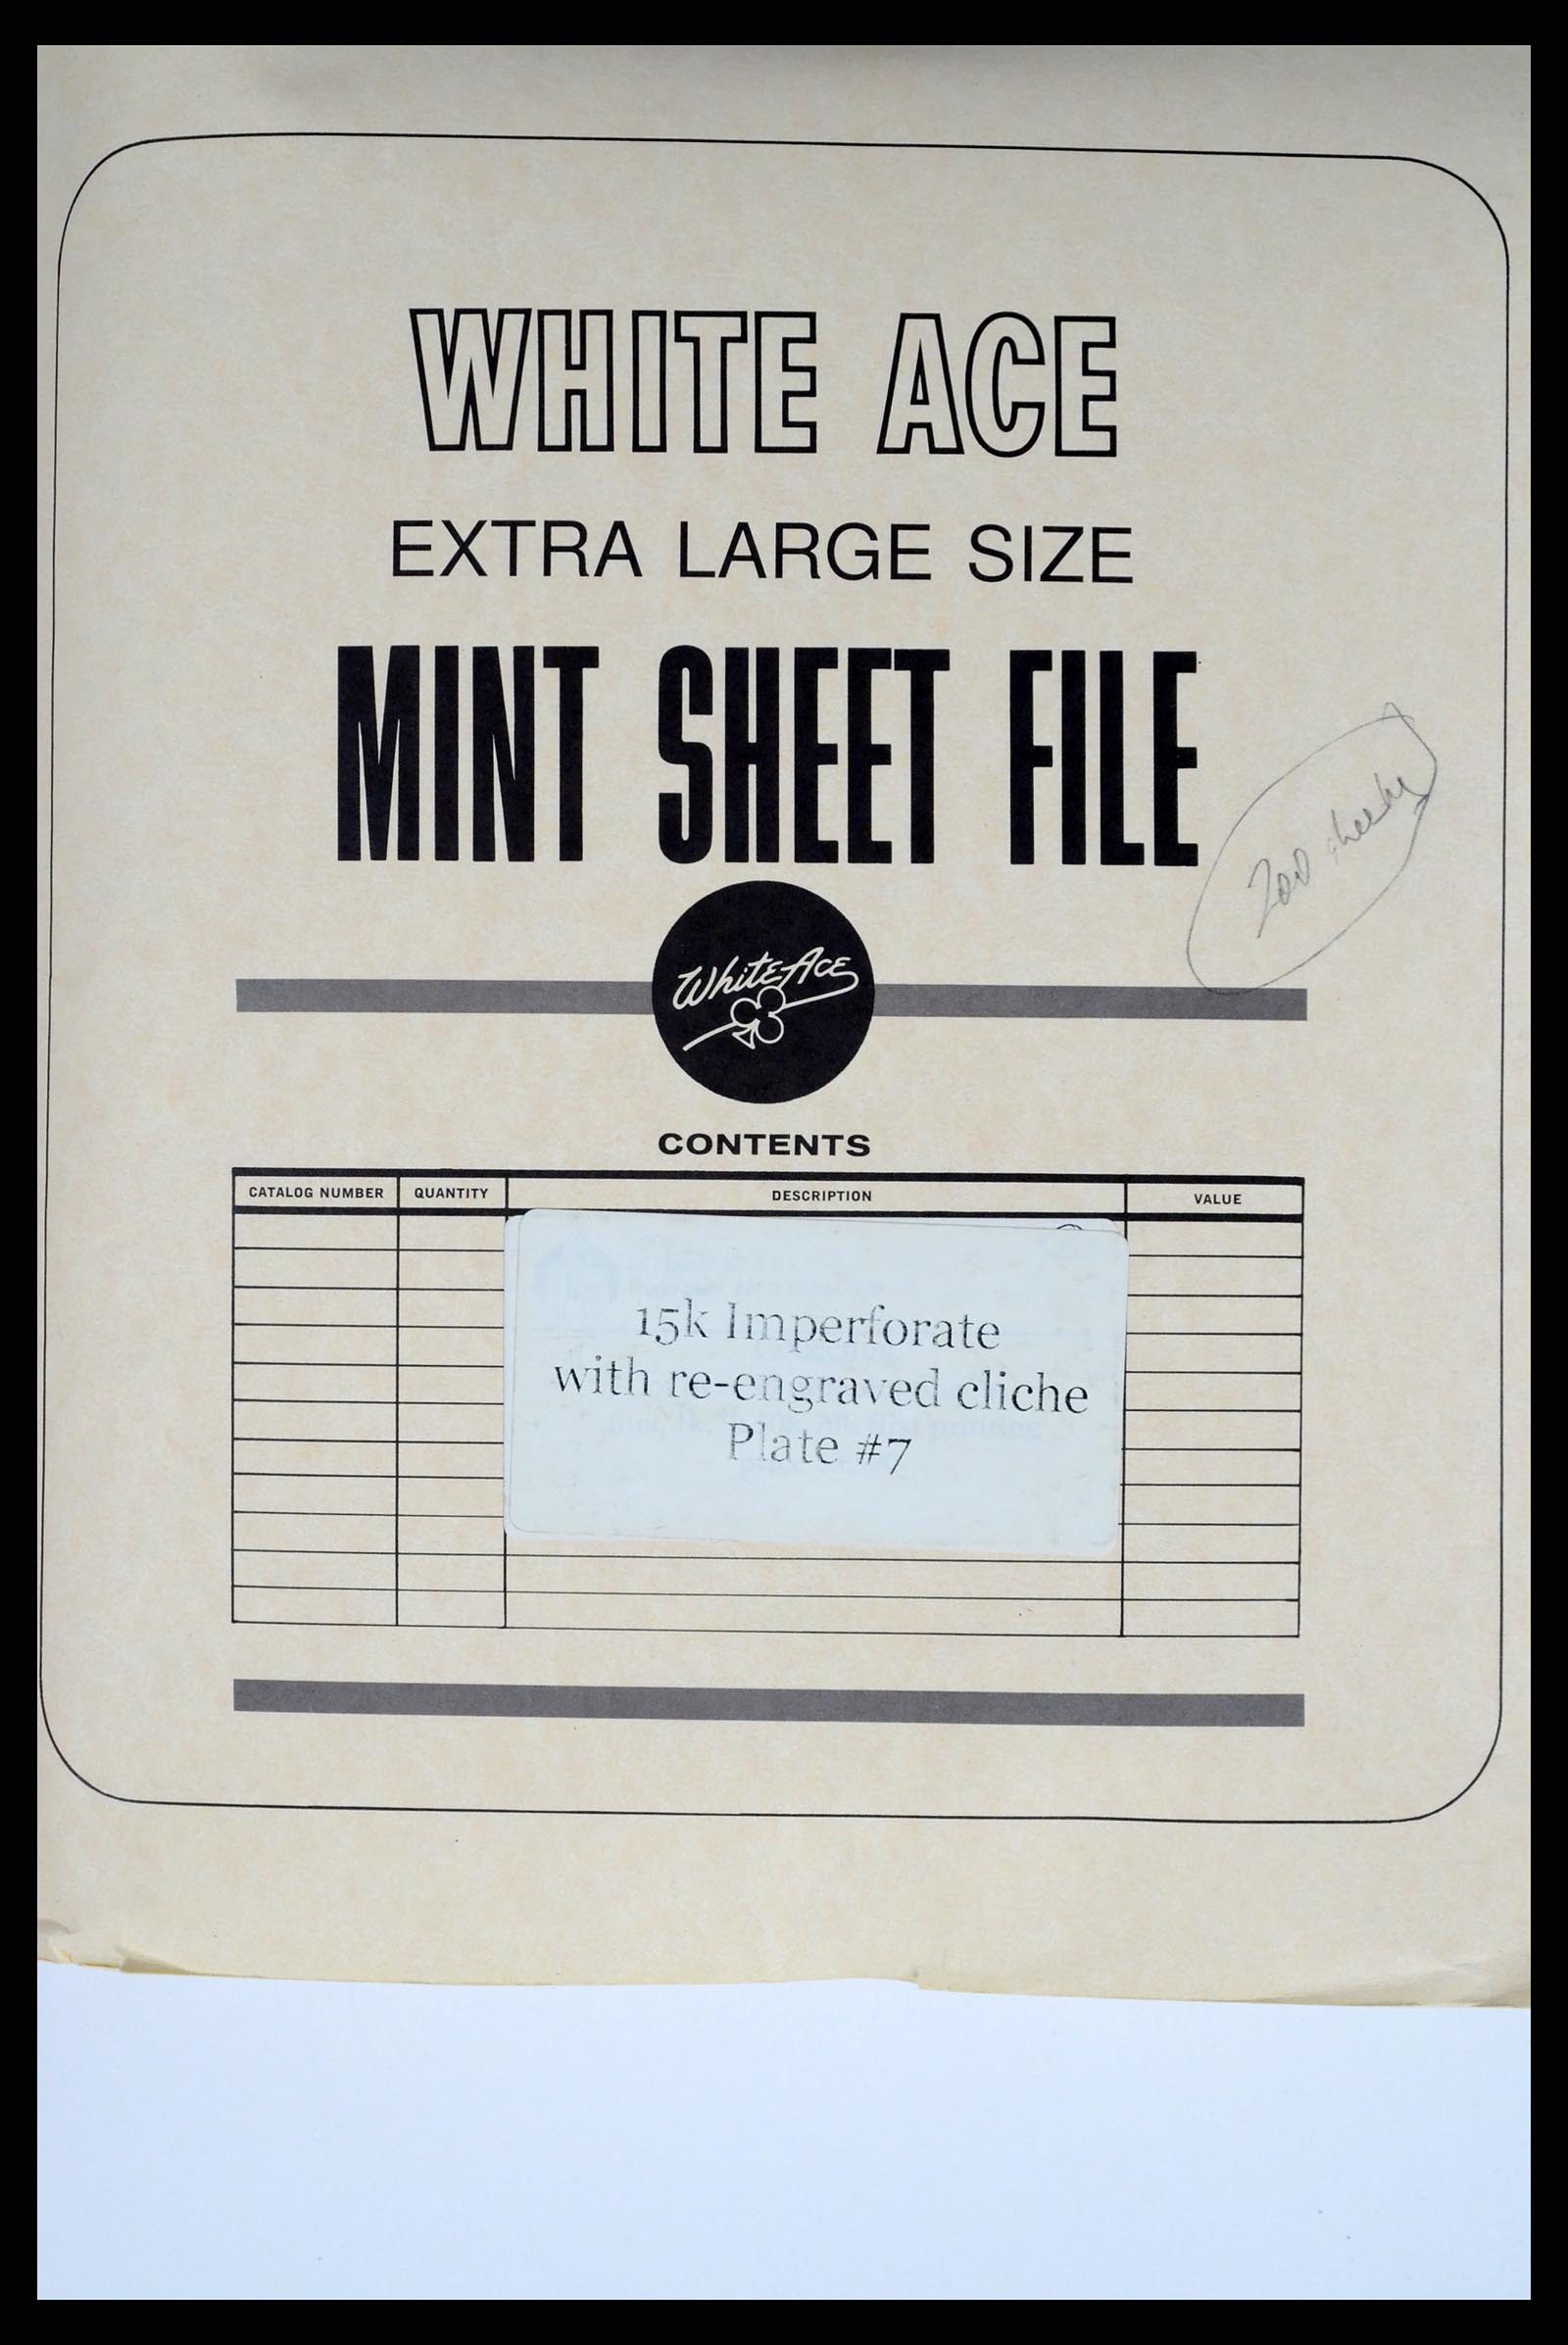 WHITE ACE
EXTRA LARGE SIZE
MINT SHEET FILE
200 sheets
White Ace
CONTENTS
CATALOG NUMBER QUANTITY DESCRIPTION VALUE
15k Imperforate
with re-engraved cliche
Plate #7